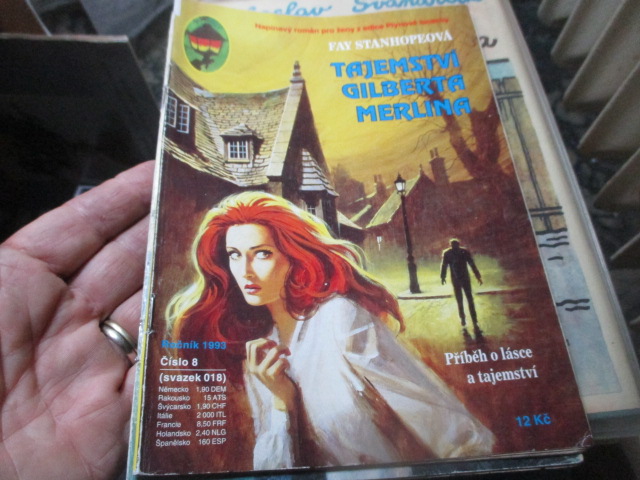 Napínavý román pro ženy z edice Plyšové hodiny
FAY STANHOPEOVÁ
TAJEMSTVÍ
GILBERTA
MERLINA
Ročník 1993
Číslo 8
(svazek 018)
Německo 1,90 DEM
Rakousko 15 ATS
Švýcarsko 1,90 CHF
Itálie 2 000 ITL
Francie 8,50 FRF
Holandsko 2,40 NLG
Španělsko 160 ESP
Příběh o lásce
a tajemství
12 Kč